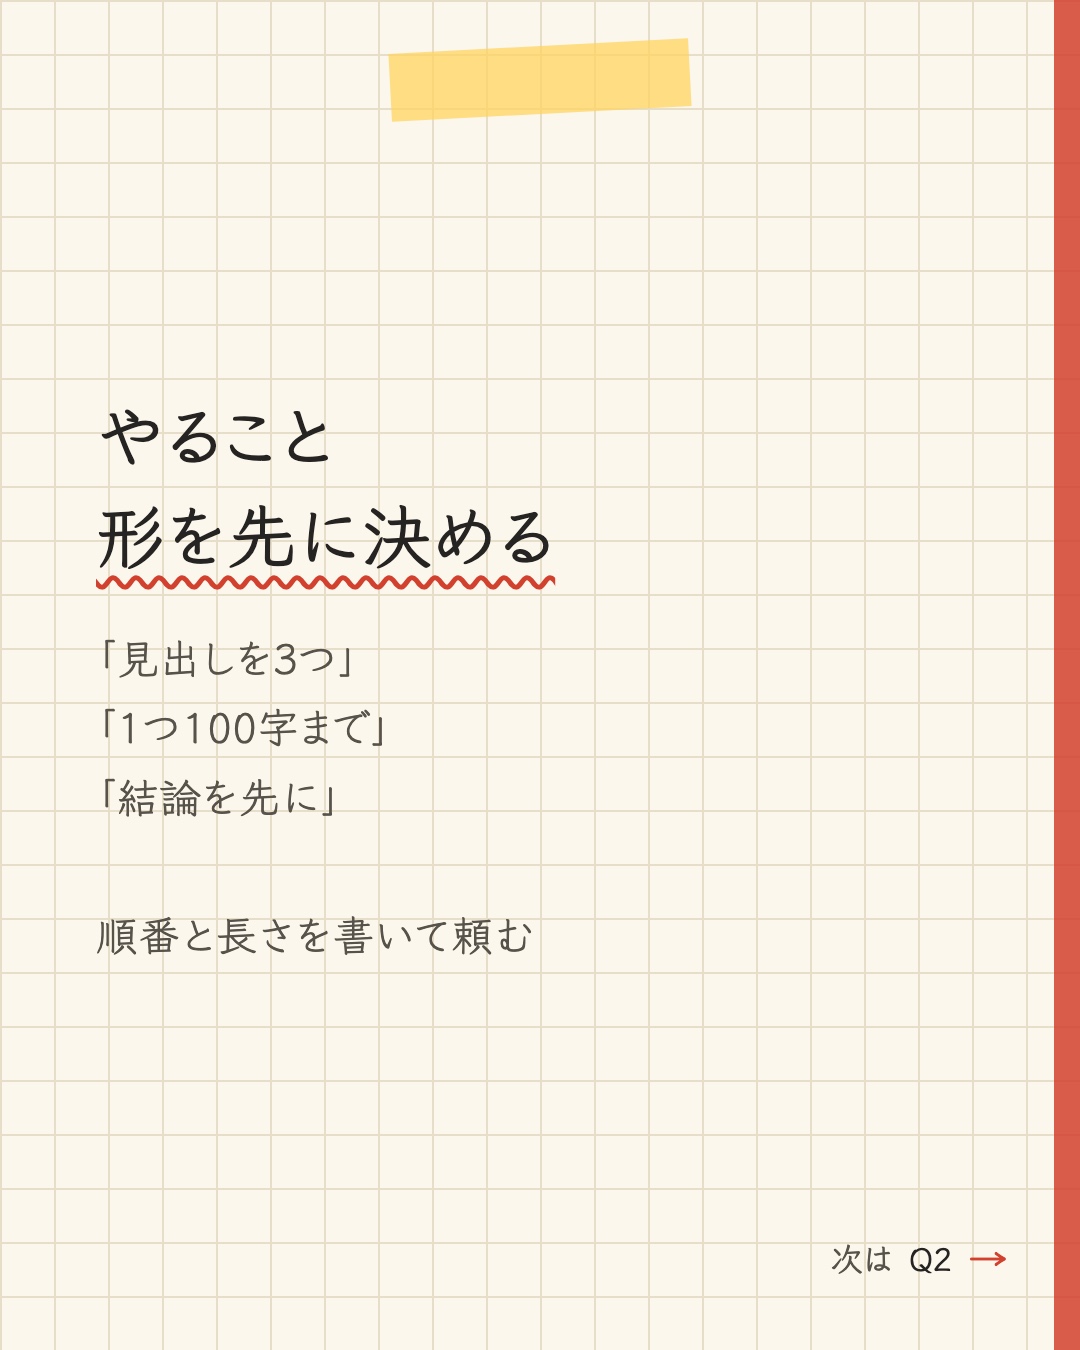 やること
形を先に決める
「見出しを3つ」
「1つ100字まで」
「結論を先に」
順番と長さを書いて頼む
次は Q2 →